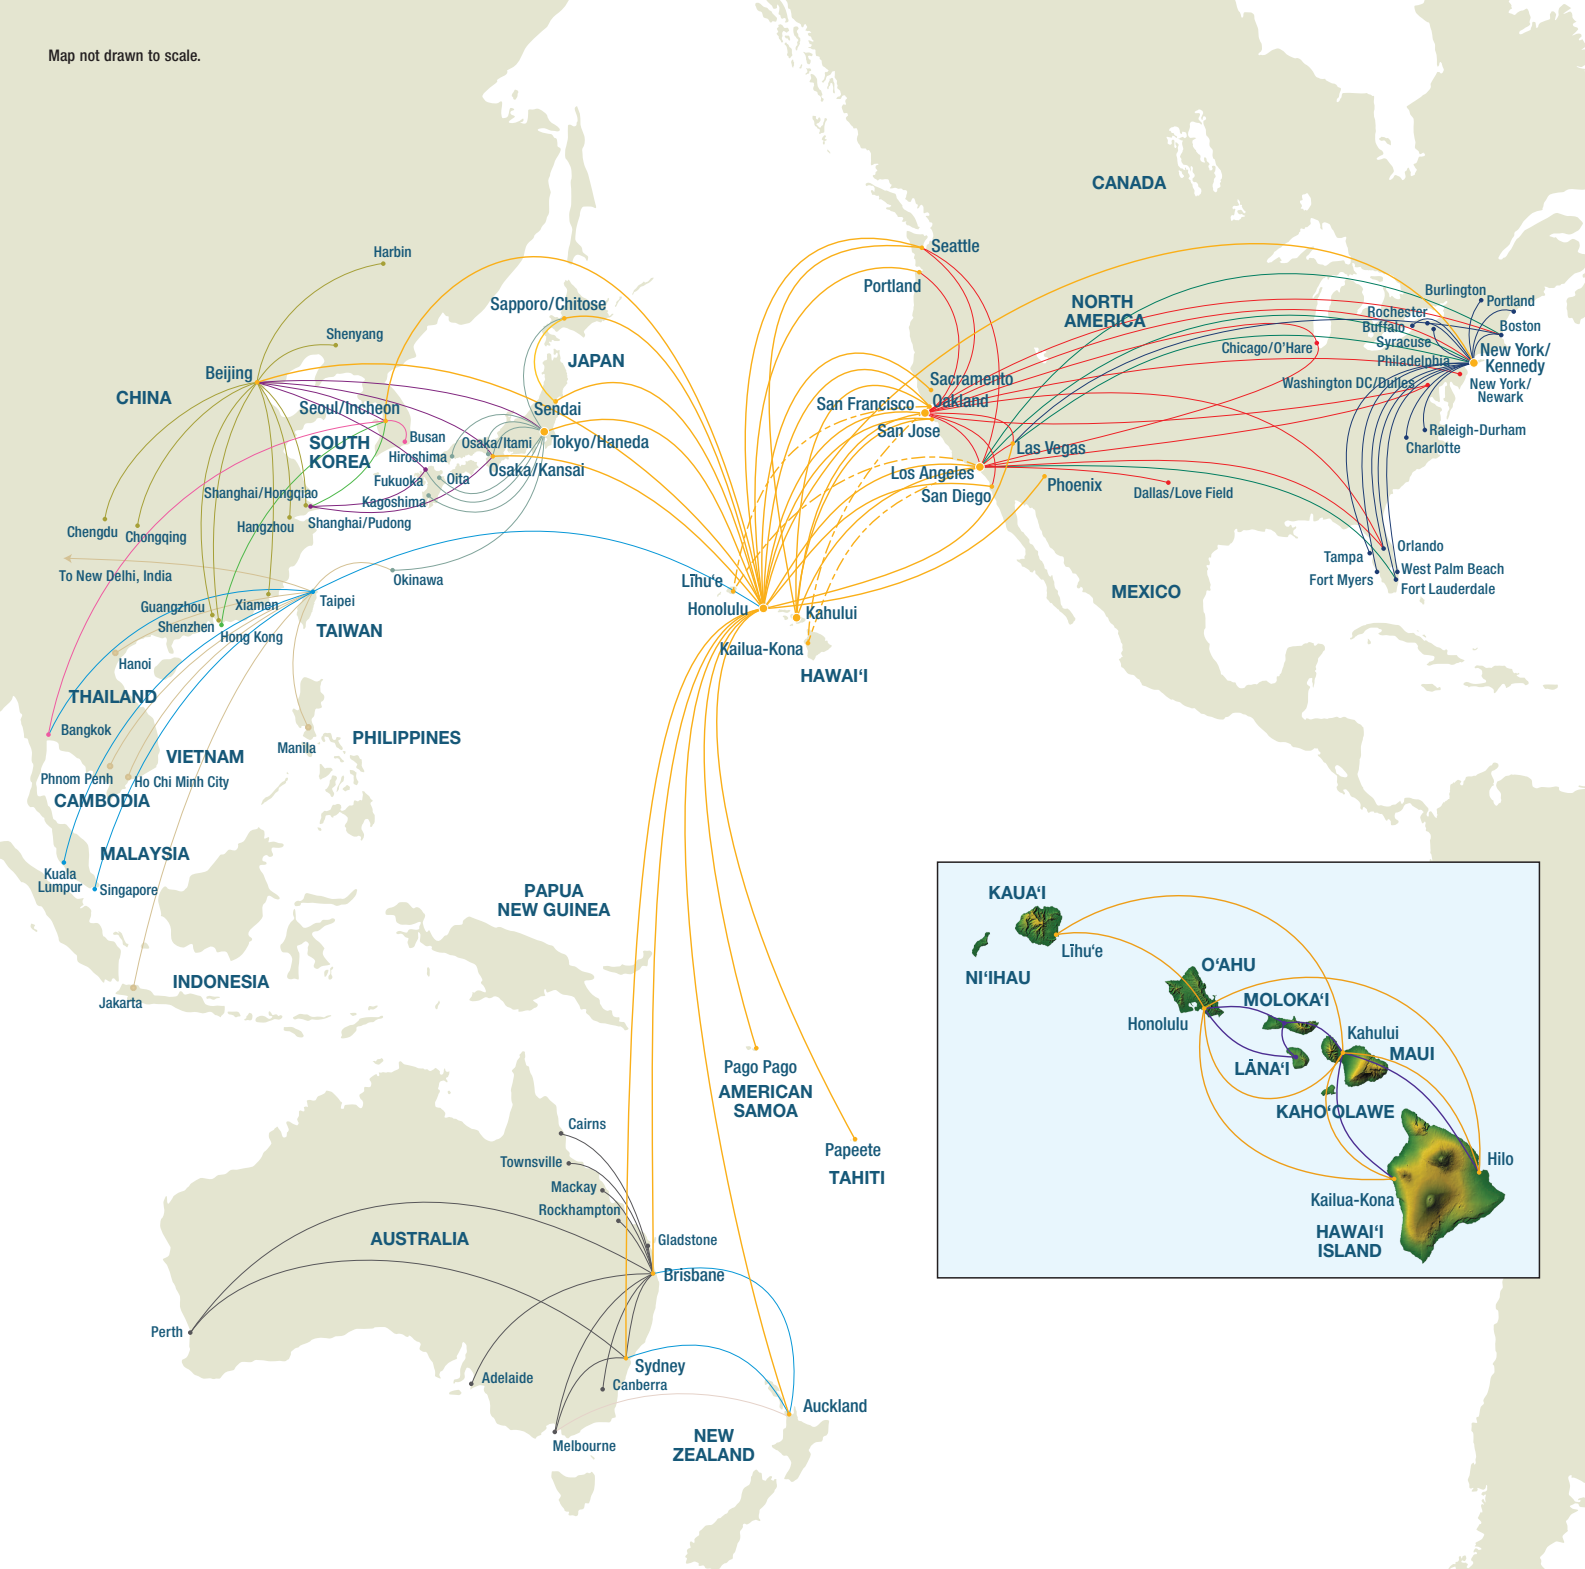 Map not drawn to scale.
CANADA
Harbin
Seattle
Portland
Burlington
Portland
Sapporo/Chitose
NORTH
AMERICA
Rochester
Buffalo
Boston
Shenyang
Syracuse
Chicago/O'Hare
New York/
Kennedy
JAPAN
Philadelphia
Beijing
Sacramento
Washington DC/Dulles
New York/
Newark
CHINA
Seoul/Incheon
Sendai
San Francisco
Oakland
San Jose
Raleigh-Durham
Busan
Osaka/Itami
Tokyo/Haneda
SOUTH
KOREA
Hiroshima
Las Vegas
Charlotte
Osaka/Kansai
Los Angeles
Fukuoka
Oita
Phoenix
Shanghai/Hongqiao
Kagoshima
San Diego
Dallas/Love Field
Hangzhou
Shanghai/Pudong
Chengdu
Chongqing
Orlando
Tampa
To New Delhi, India
Okinawa
Līhu‘e
West Palm Beach
Fort Myers
Fort Lauderdale
MEXICO
Guangzhou
Xiamen
Taipei
Honolulu
Kahului
Shenzhen
Hong Kong
TAIWAN
Kailua-Kona
Hanoi
HAWAI‘I
THAILAND
Bangkok
PHILIPPINES
Manila
VIETNAM
Phnom Penh
Ho Chi Minh City
CAMBODIA
MALAYSIA
Kuala
Lumpur
Singapore
PAPUA
NEW GUINEA
KAUA‘I
Līhu‘e
NI‘IHAU
O‘AHU
INDONESIA
MOLOKA‘I
Jakarta
Honolulu
Kahului
MAUI
Pago Pago
LĀNA‘I
AMERICAN
SAMOA
KAHO‘OLAWE
Cairns
Papeete
Townsville
Hilo
TAHITI
Mackay
Kailua-Kona
Rockhampton
HAWAI‘I
ISLAND
AUSTRALIA
Gladstone
Brisbane
Perth
Sydney
Adelaide
Canberra
Auckland
Melbourne
NEW
ZEALAND